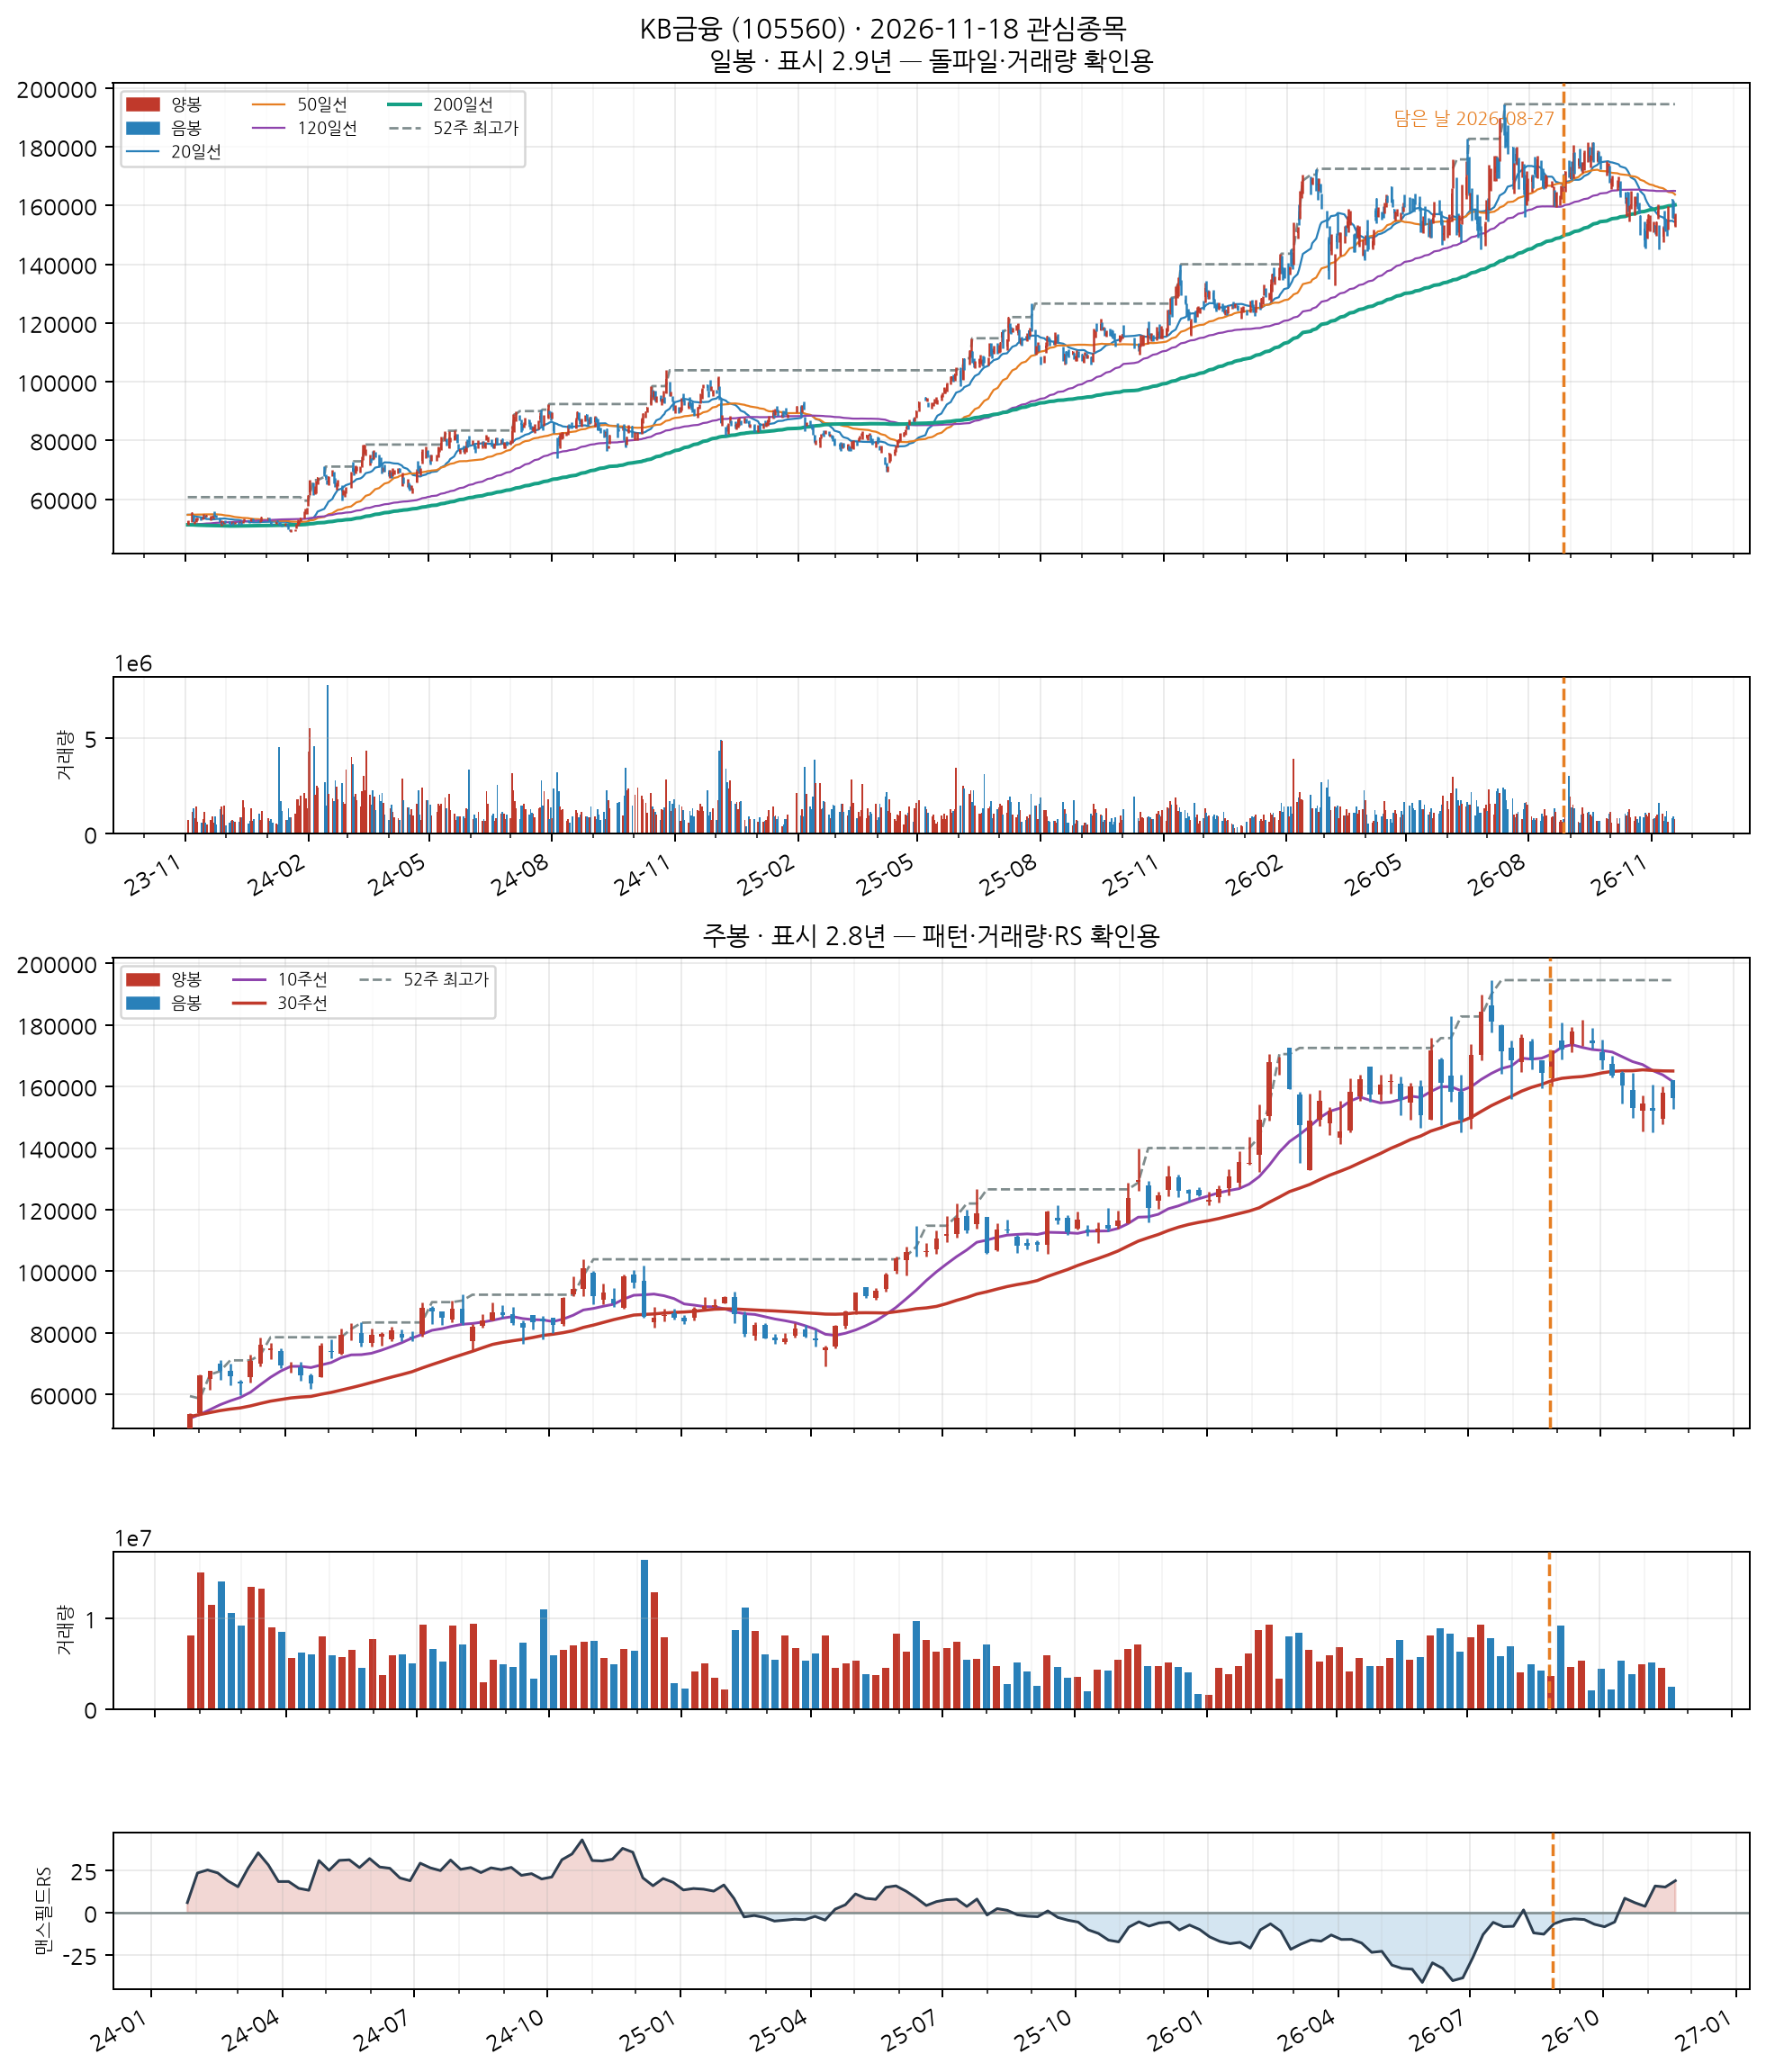 KB금융 (105560) · 2026-11-18 관심종목
일봉 · 표시 2.9년 — 돌파일·거래량 확인용
양봉
음봉
20일선
50일선
120일선
200일선
52주 최고가
담은 날 2026-08-27
200000
180000
160000
140000
120000
100000
80000
60000
1e6
거래량
5
0
23-11
24-02
24-05
24-08
24-11
25-02
25-05
25-08
25-11
26-02
26-05
26-08
26-11
주봉 · 표시 2.8년 — 패턴·거래량·RS 확인용
양봉
음봉
10주선
30주선
52주 최고가
200000
180000
160000
140000
120000
100000
80000
60000
1e7
거래량
1
0
맨스필드RS
25
0
-25
24-01
24-04
24-07
24-10
25-01
25-04
25-07
25-10
26-01
26-04
26-07
26-10
27-01